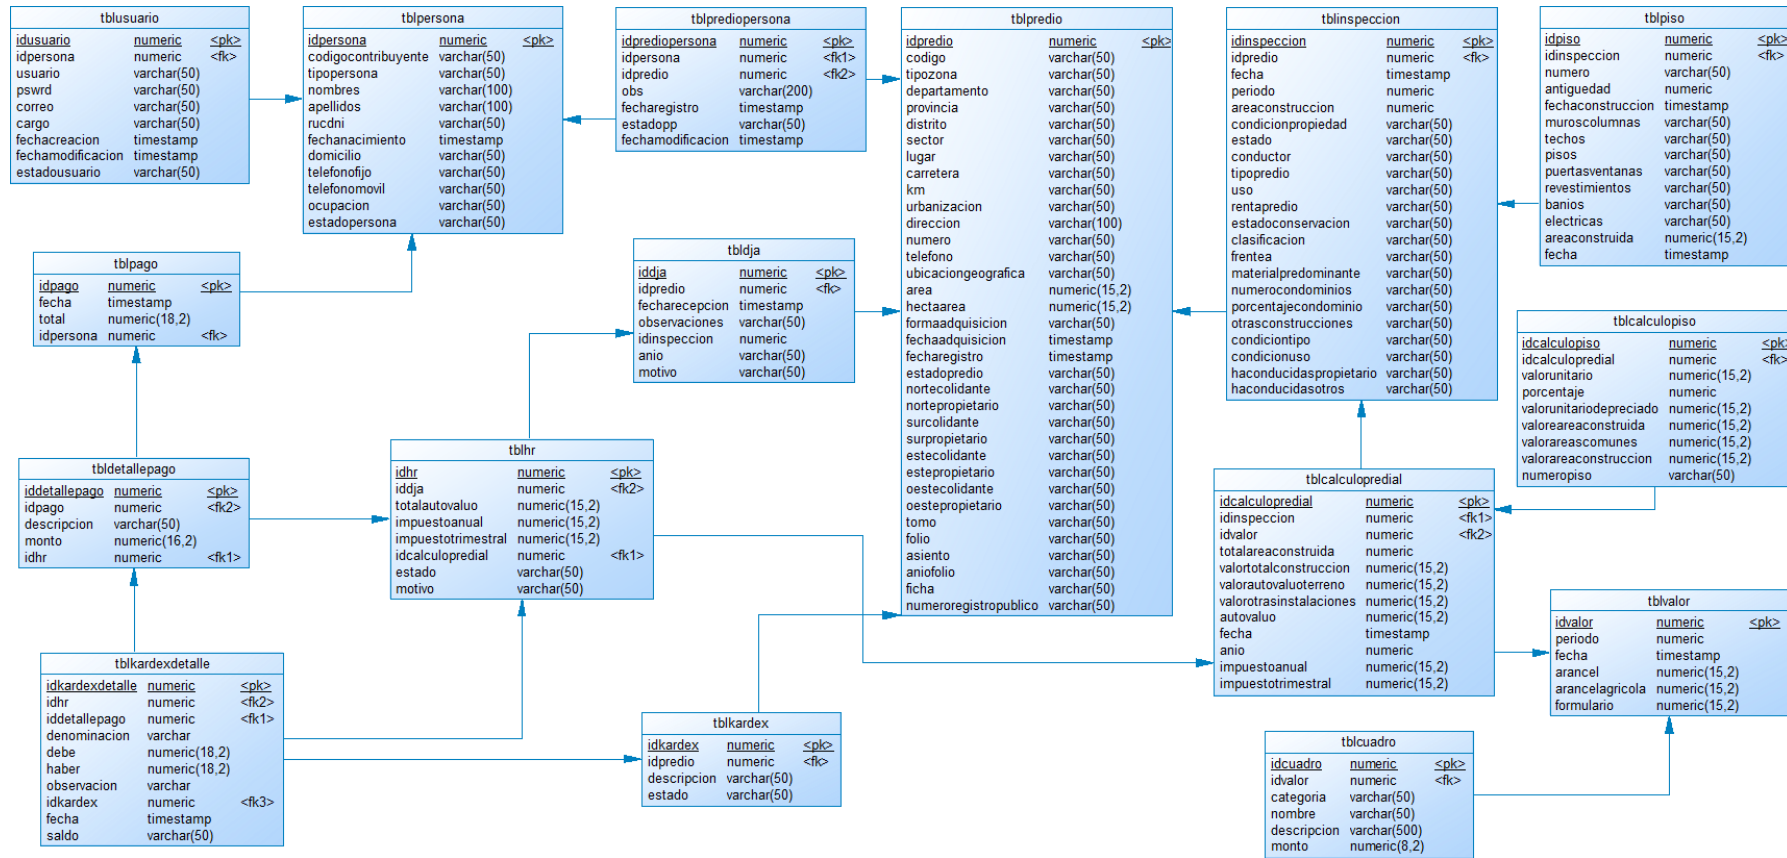 tblusuario
idusuario numeric <pk>
idpersona numeric <fk>
usuario varchar(50)
pswrd varchar(50)
correo varchar(50)
cargo varchar(50)
fechacreacion timestamp
fechamodificacion timestamp
estadousuario varchar(50)
tblpersona
idpersona numeric <pk>
codigocontribuyente varchar(50)
tipopersona varchar(50)
nombres varchar(100)
apellidos varchar(100)
rucdni varchar(50)
fechanacimiento timestamp
domicilio varchar(50)
telefonofijo varchar(50)
telefonomovil varchar(50)
ocupacion varchar(50)
estadopersona varchar(50)
tblprediopersona
idprediopersona numeric <pk>
idpersona numeric <fk1>
idpredio numeric <fk2>
obs varchar(200)
fecharegistro timestamp
estadopp varchar(50)
fechamodificacion timestamp
tblpredio
idpredio numeric <pk>
codigo varchar(50)
tipozona varchar(50)
departamento varchar(50)
provincia varchar(50)
distrito varchar(50)
sector varchar(50)
lugar varchar(50)
carretera varchar(50)
km varchar(50)
urbanizacion varchar(50)
direccion varchar(100)
numero varchar(50)
telefono varchar(50)
ubicaciongeografica varchar(50)
area numeric(15,2)
hectaarea numeric(15,2)
formaadquisicion varchar(50)
fechaadquisicion timestamp
fecharegistro timestamp
estadopredio varchar(50)
nortecolidante varchar(50)
nortepropietario varchar(50)
surcolidante varchar(50)
surpropietario varchar(50)
estecolidante varchar(50)
estepropietario varchar(50)
oestecolidante varchar(50)
oestepropietario varchar(50)
tomo varchar(50)
folio varchar(50)
asiento varchar(50)
aniofolio varchar(50)
ficha varchar(50)
numeroregistropublico varchar(50)
tblinspeccion
idinspeccion numeric <pk>
idpredio numeric <fk>
fecha timestamp
periodo numeric
areaconstruccion numeric
condicionpropiedad varchar(50)
estado varchar(50)
conductor varchar(50)
tipopredio varchar(50)
uso varchar(50)
rentapredio varchar(50)
estadoconservacion varchar(50)
clasificacion varchar(50)
frentea varchar(50)
materialpredominante varchar(50)
numerocondominios varchar(50)
porcentajecondominio varchar(50)
otrasconstrucciones varchar(50)
condiciontipo varchar(50)
condicionuso varchar(50)
haconducidaspropietario varchar(50)
haconducidasotros varchar(50)
tblpiso
idpiso numeric <pk>
idinspeccion numeric <fk>
numero varchar(50)
antiguedad numeric
fechaconstruccion timestamp
muroscolumnas varchar(50)
techos varchar(50)
pisos varchar(50)
puertasventanas varchar(50)
revestimientos varchar(50)
banios varchar(50)
electricas varchar(50)
areaconstruida numeric(15,2)
fecha timestamp
tblpago
idpago numeric <pk>
fecha timestamp
total numeric(18,2)
idpersona numeric <fk>
tbldja
iddja numeric <pk>
idpredio numeric <fk>
fecharecepcion timestamp
observaciones varchar(50)
idinspeccion numeric
anio varchar(50)
motivo varchar(50)
tblcalculopiso
idcalculopiso numeric <pk>
idcalculopredial numeric <fk>
valorunitario numeric(15,2)
porcentaje numeric
valorunitariodepreciado numeric(15,2)
valoreareaconstruida numeric(15,2)
valorareascomunes numeric(15,2)
valorareaconstruccion numeric(15,2)
numeropiso varchar(50)
tbldetallepago
iddetallepago numeric <pk>
idpago numeric <fk2>
descripcion varchar(50)
monto numeric(16,2)
idhr numeric <fk1>
tblhr
idhr numeric <pk>
iddja numeric <fk2>
totalautovaluo numeric(15,2)
impuestoanual numeric(15,2)
impuestotrimestral numeric(15,2)
idcalculopredial numeric <fk1>
estado varchar(50)
motivo varchar(50)
tblcalculopredial
idcalculopredial numeric <pk>
idinspeccion numeric <fk1>
idvalor numeric <fk2>
totalareaconstruida numeric
valortotalconstruccion numeric(15,2)
valorautovaluoterreno numeric(15,2)
valorotrasinstalaciones numeric(15,2)
autovaluo numeric(15,2)
fecha timestamp
anio numeric
impuestoanual numeric(15,2)
impuestotrimestral numeric(15,2)
tblvalor
idvalor numeric <pk>
periodo numeric
fecha timestamp
arancel numeric(15,2)
arancelagricola numeric(15,2)
formulario numeric(15,2)
tblkardexdetalle
idkardexdetalle numeric <pk>
idhr numeric <fk2>
iddetallepago numeric <fk1>
denominacion varchar
debe numeric(18,2)
haber numeric(18,2)
observacion varchar
idkardex numeric <fk3>
fecha timestamp
saldo varchar(50)
tblkardex
idkardex numeric <pk>
idpredio numeric <fk>
descripcion varchar(50)
estado varchar(50)
tblcuadro
idcuadro numeric <pk>
idvalor numeric <fk>
categoria varchar(50)
nombre varchar(50)
descripcion varchar(500)
monto numeric(8,2)